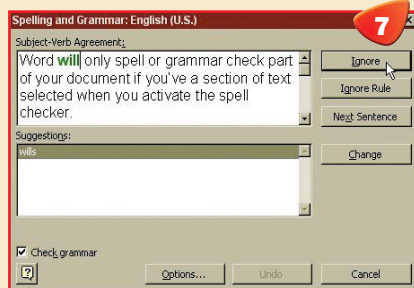 Spelling and Grammar: English (U.S.)
7
Subject-Verb Agreement:
Word will only spell or grammar check part
of your document if you've a section of text
selected when you activate the spell
checker.
Ignore
Ignore Rule
Next Sentence
Suggestions:
wills
Change
Check grammar
Options...
Undo
Cancel